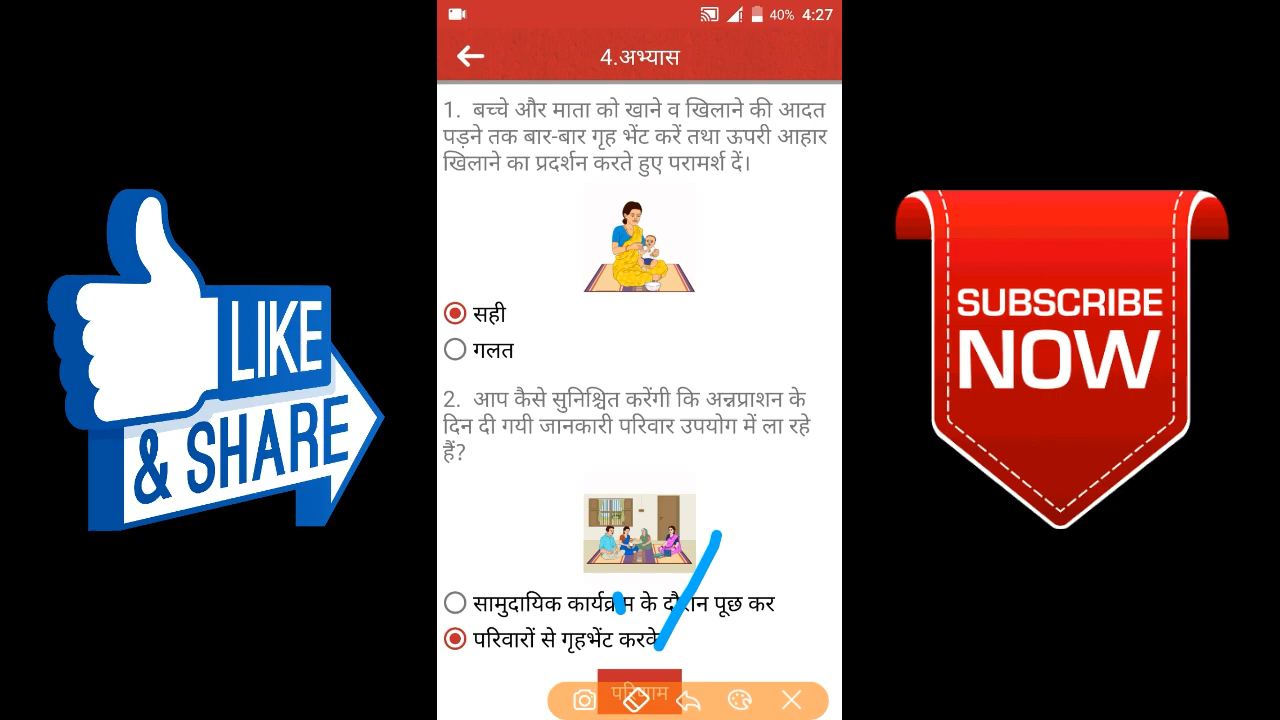 40% 4:27
4.अभ्यास
1. बच्चे और माता को खाने व खिलाने की आदत
पड़ने तक बार-बार गृह भेंट करें तथा ऊपरी आहार
खिलाने का प्रदर्शन करते हुए परामर्श दें।
सही
गलत
2. आप कैसे सुनिश्चित करेंगी कि अन्नप्राशन के
दिन दी गयी जानकारी परिवार उपयोग में ला रहे
हैं?
सामुदायिक कार्यक्रम के दौरान पूछ कर
परिवारों से गृहभेंट करके
परिणाम
LIKE
& SHARE
SUBSCRIBE
NOW